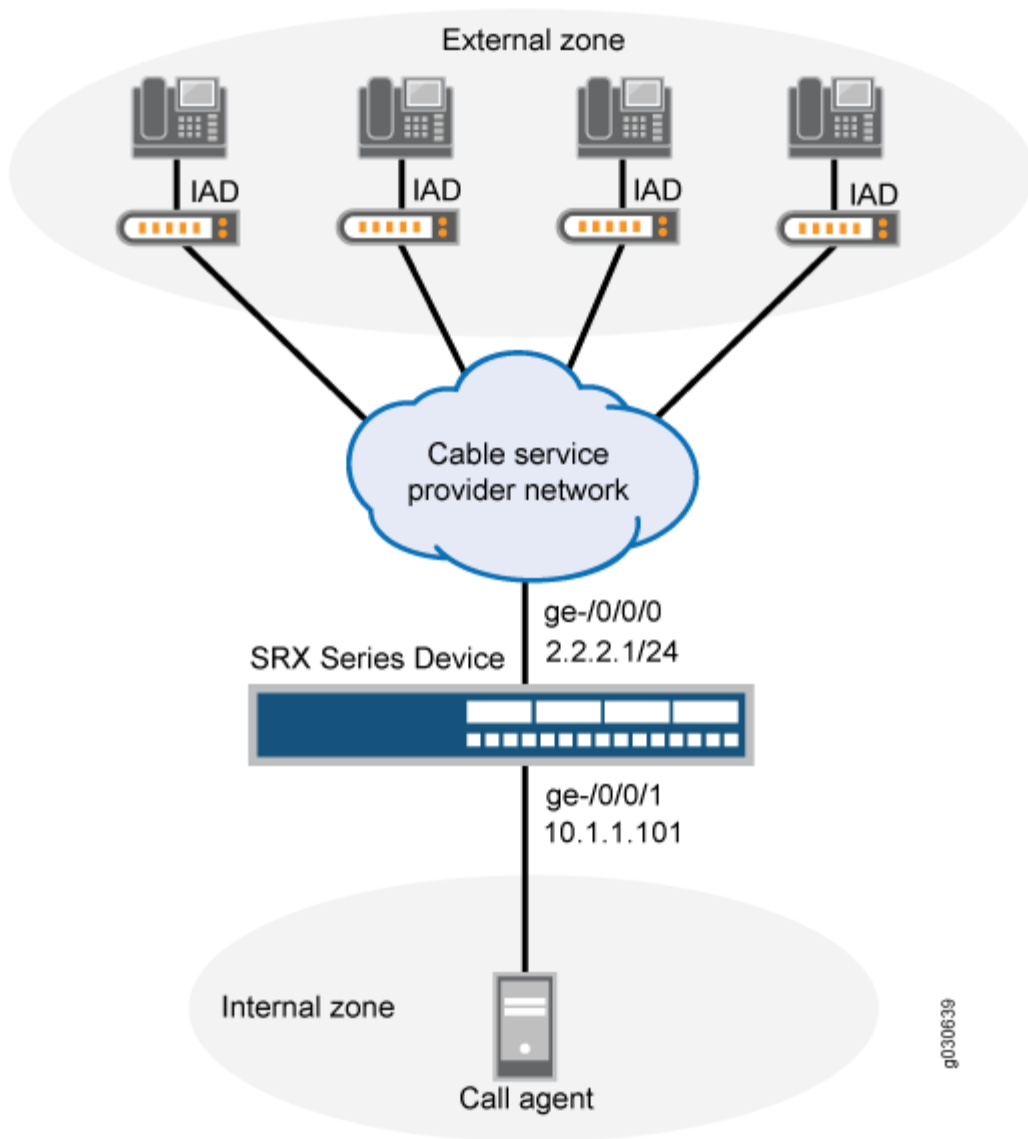 External zone
IAD
IAD
IAD
IAD
Cable service
provider network
ge-/0/0/0
2.2.2.1/24
SRX Series Device
ge-/0/0/1
10.1.1.101
Internal zone
Call agent
g030639